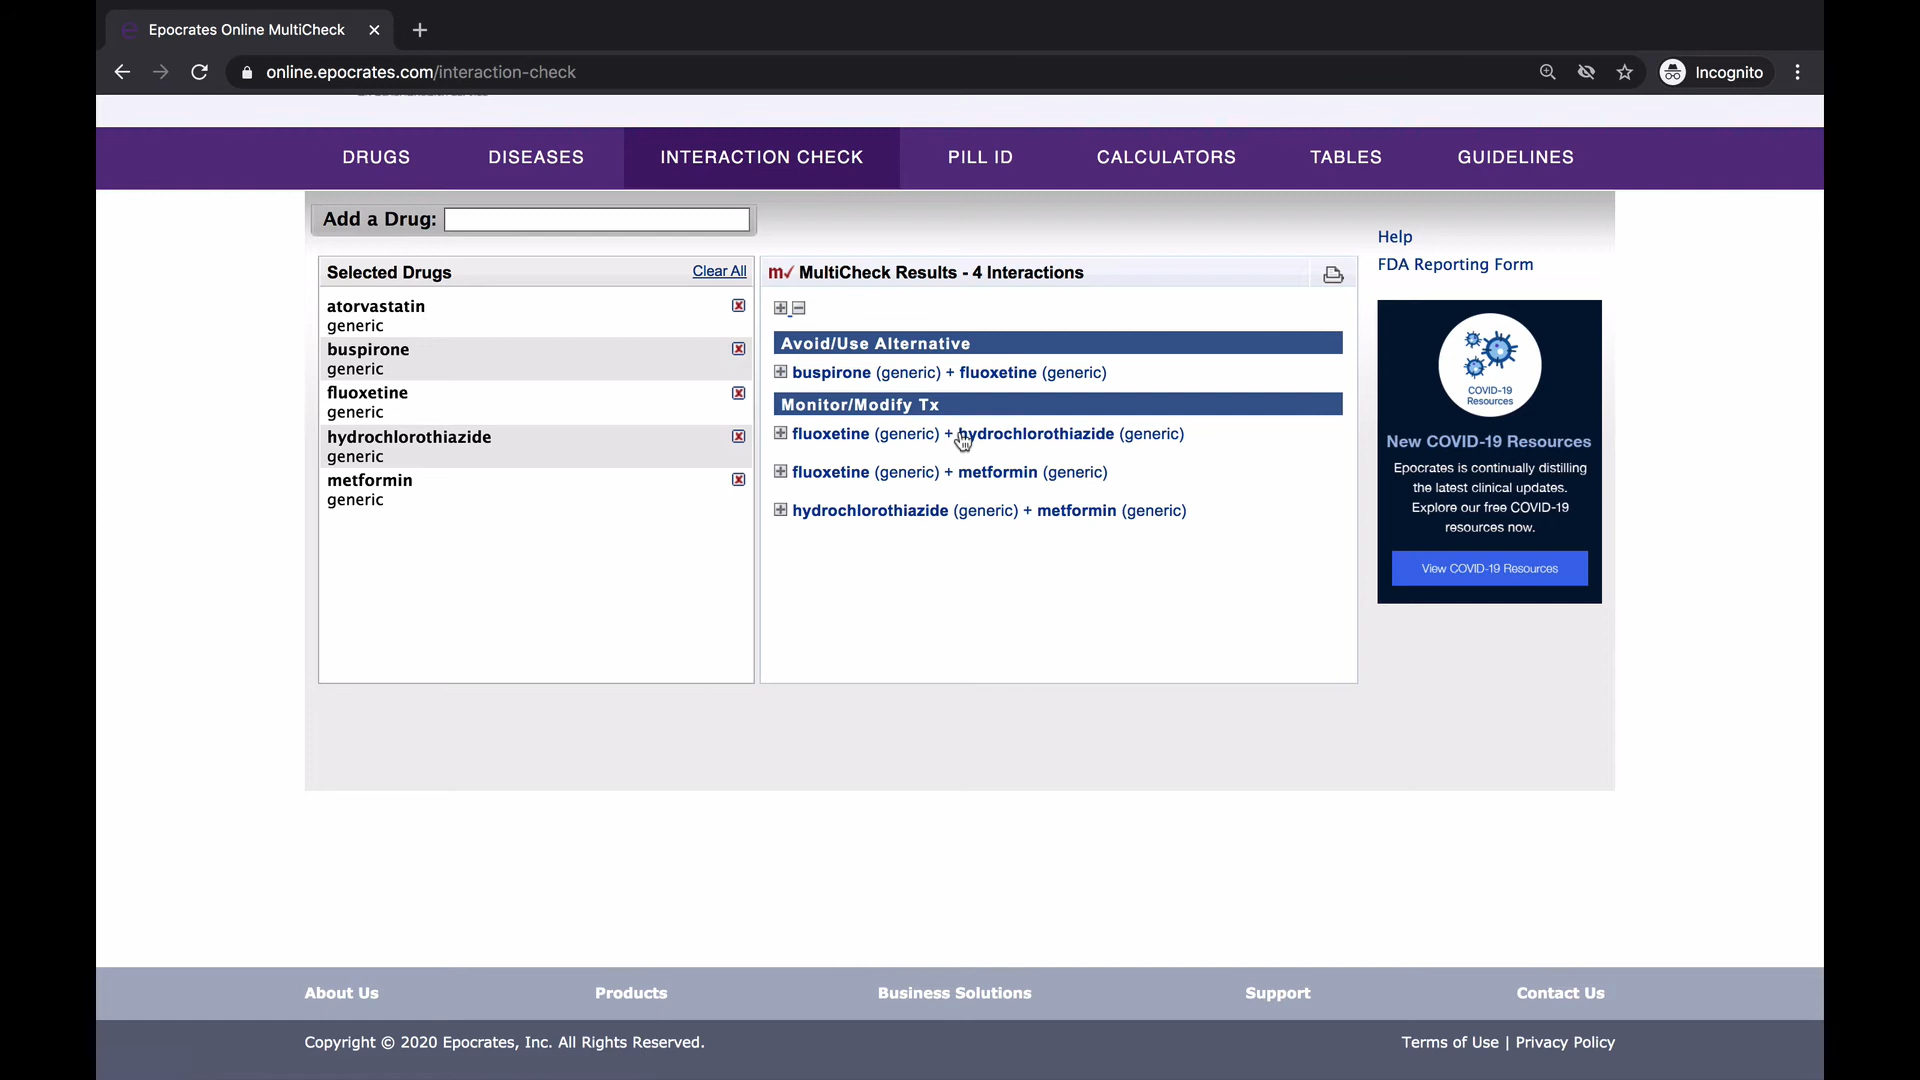 Epocrates Online MultiCheck
online.epocrates.com/interaction-check
Incognito
DRUGS DISEASES INTERACTION CHECK PILL ID CALCULATORS TABLES GUIDELINES
Add a Drug:
Help
FDA Reporting Form
Selected Drugs Clear All
atorvastatin
generic
buspirone
generic
fluoxetine
generic
hydrochlorothiazide
generic
metformin
generic
m✓ MultiCheck Results - 4 Interactions
Avoid/Use Alternative
buspirone (generic) + fluoxetine (generic)
Monitor/Modify Tx
fluoxetine (generic) + hydrochlorothiazide (generic)
fluoxetine (generic) + metformin (generic)
hydrochlorothiazide (generic) + metformin (generic)
COVID-19
Resources
New COVID-19 Resources
Epocrates is continually distilling
the latest clinical updates.
Explore our free COVID-19
resources now.
View COVID-19 Resources
About Us Products Business Solutions Support Contact Us
Copyright © 2020 Epocrates, Inc. All Rights Reserved.
Terms of Use | Privacy Policy